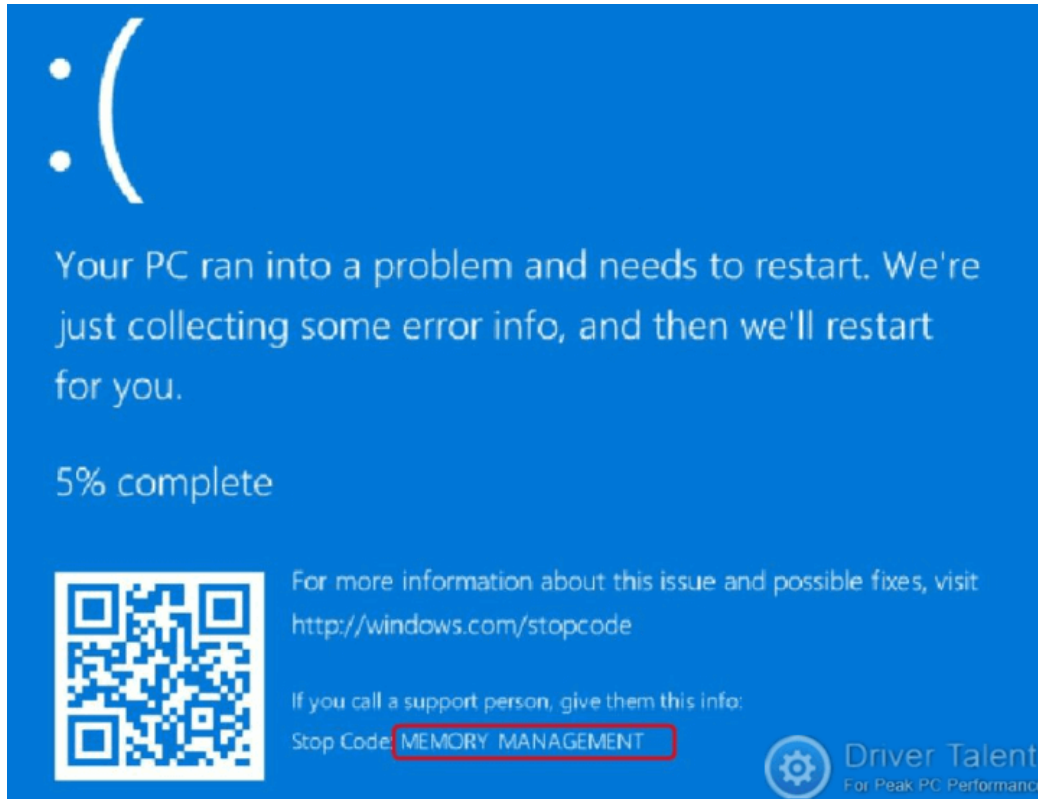 :(
Your PC ran into a problem and needs to restart. We're
just collecting some error info, and then we'll restart
for you.
5% complete
For more information about this issue and possible fixes, visit
http://windows.com/stopcode
If you call a support person, give them this info:
Stop Code: MEMORY MANAGEMENT
Driver Talent
For Peak PC Performance